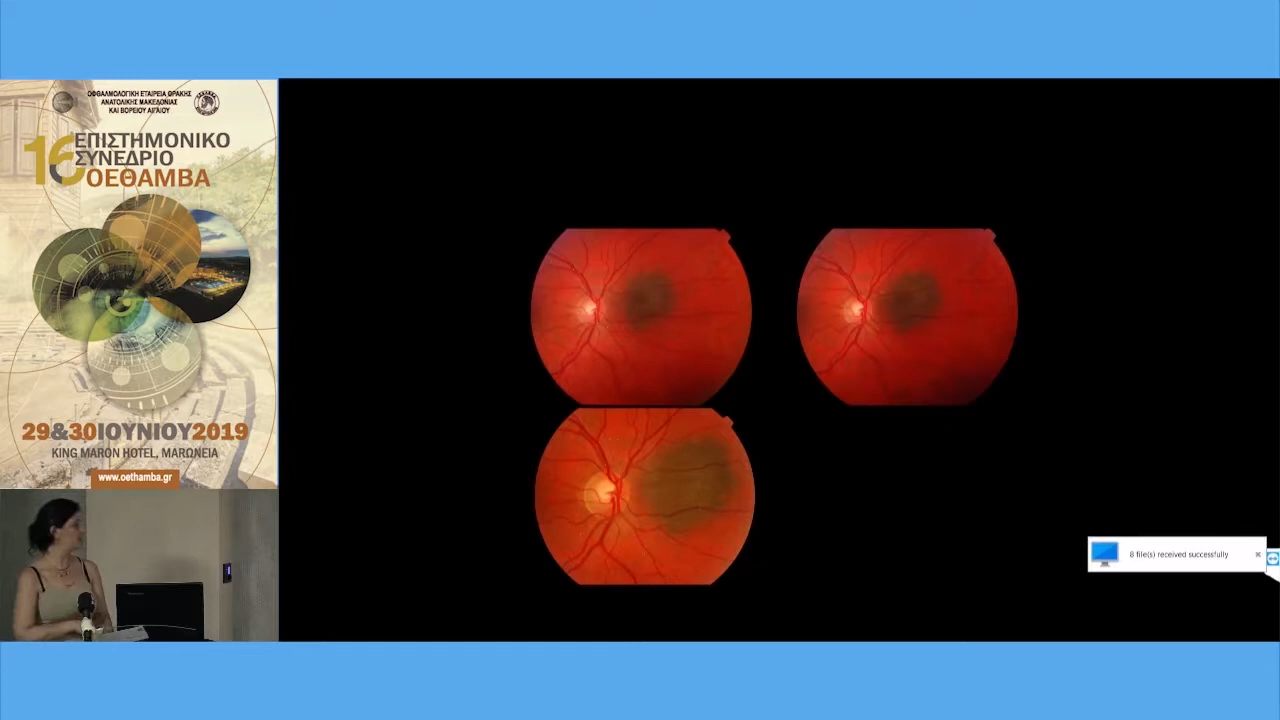 ΟΦΘΑΛΜΟΛΟΓΙΚΗ ΕΤΑΙΡΕΙΑ ΘΡΑΚΗΣ
ΑΝΑΤΟΛΙΚΗΣ ΜΑΚΕΔΟΝΙΑΣ
ΚΑΙ ΒΟΡΕΙΟΥ ΑΙΓΑΙΟΥ
16 ΕΠΙΣΤΗΜΟΝΙΚΟ
ΣΥΝΕΔΡΙΟ
ΟΕΘΑΜΒΑ
29&30ΙΟΥΝΙΟΥ2019
KING MARON HOTEL, ΜΑΡΩΝΕΙΑ
www.oethamba.gr
8 file(s) received successfully